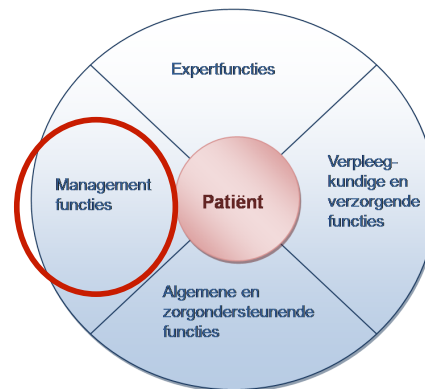 Expertfuncties
Management
functies
Patiënt
Verpleeg-
kundige en
verzorgende
functies
Algemene en
zorgondersteunende
functies